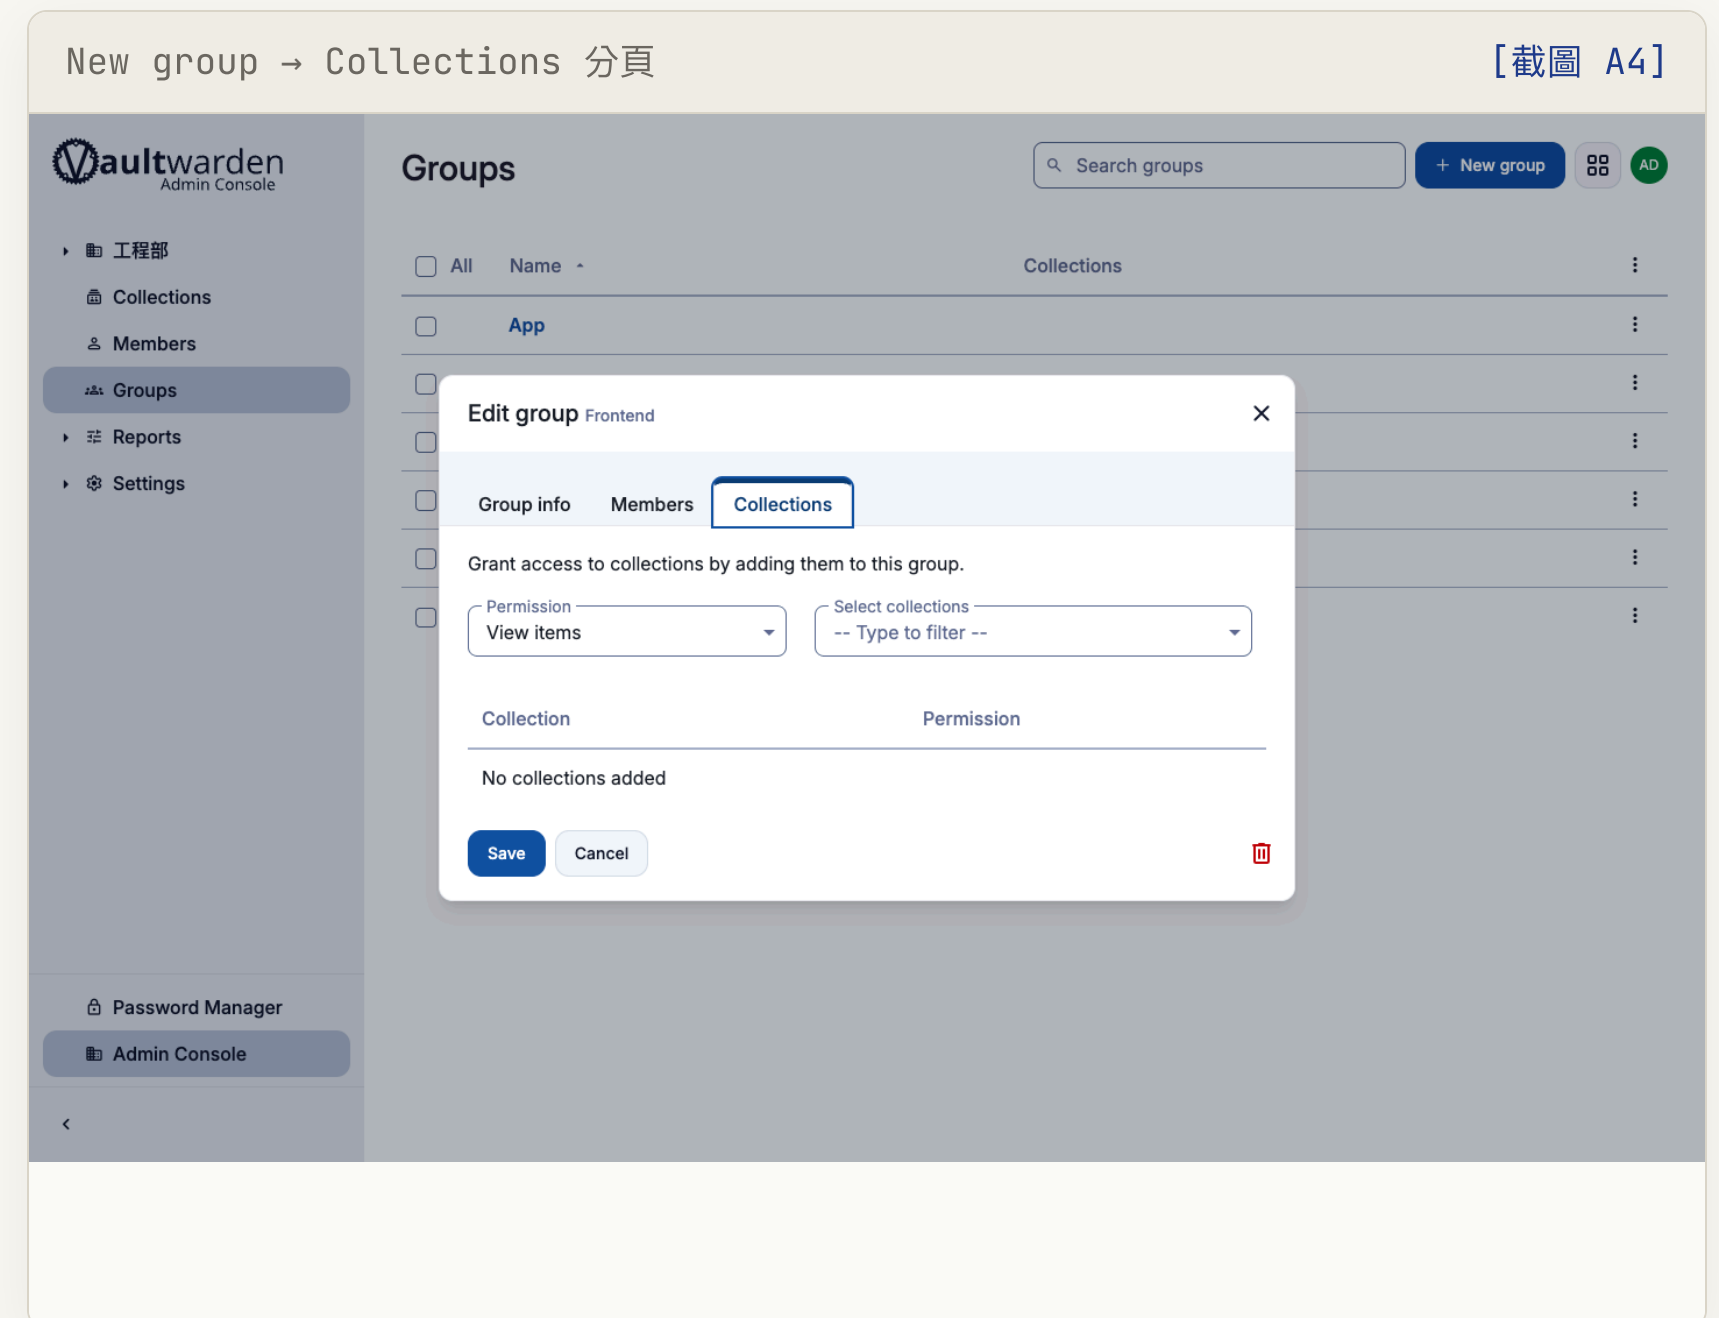 New group → Collections 分頁
[截圖 A4]
Vaultwarden
Admin Console
工程部
Collections
Members
Groups
Reports
Settings
Password Manager
Admin Console
Groups
Search groups
+ New group
AD
All
Name
Collections
App
Edit group Frontend
Group info
Members
Collections
Grant access to collections by adding them to this group.
Permission
View items
Select collections
-- Type to filter --
Collection
Permission
No collections added
Save
Cancel